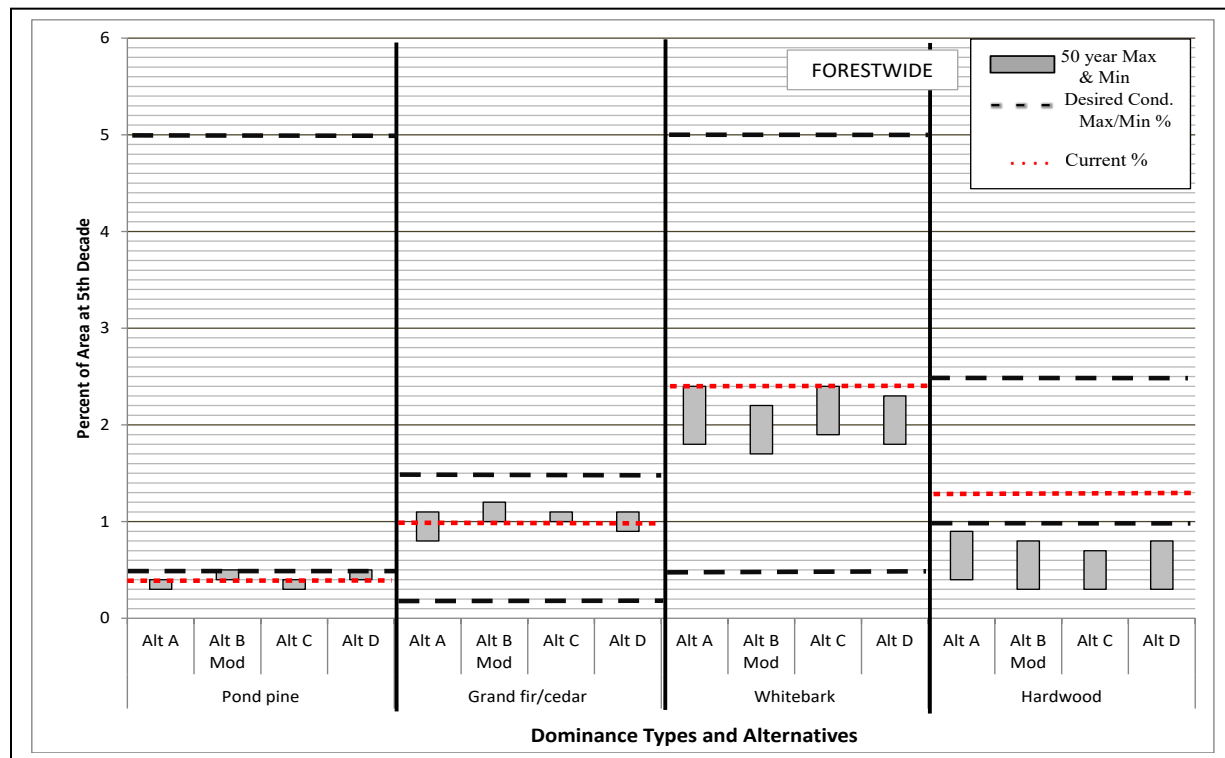 FORESTWIDE
50 year Max
& Min
Desired Cond.
Max/Min %
Current %
Percent of Area at 5th Decade
6
5
4
3
2
1
0
Alt A Alt B Alt C Alt D Alt A Alt B Alt C Alt D Alt A Alt B Alt C Alt D Alt A Alt B Alt C Alt D
Mod Mod Mod Mod
Pond pine Grand fir/cedar Whitebark Hardwood
Dominance Types and Alternatives